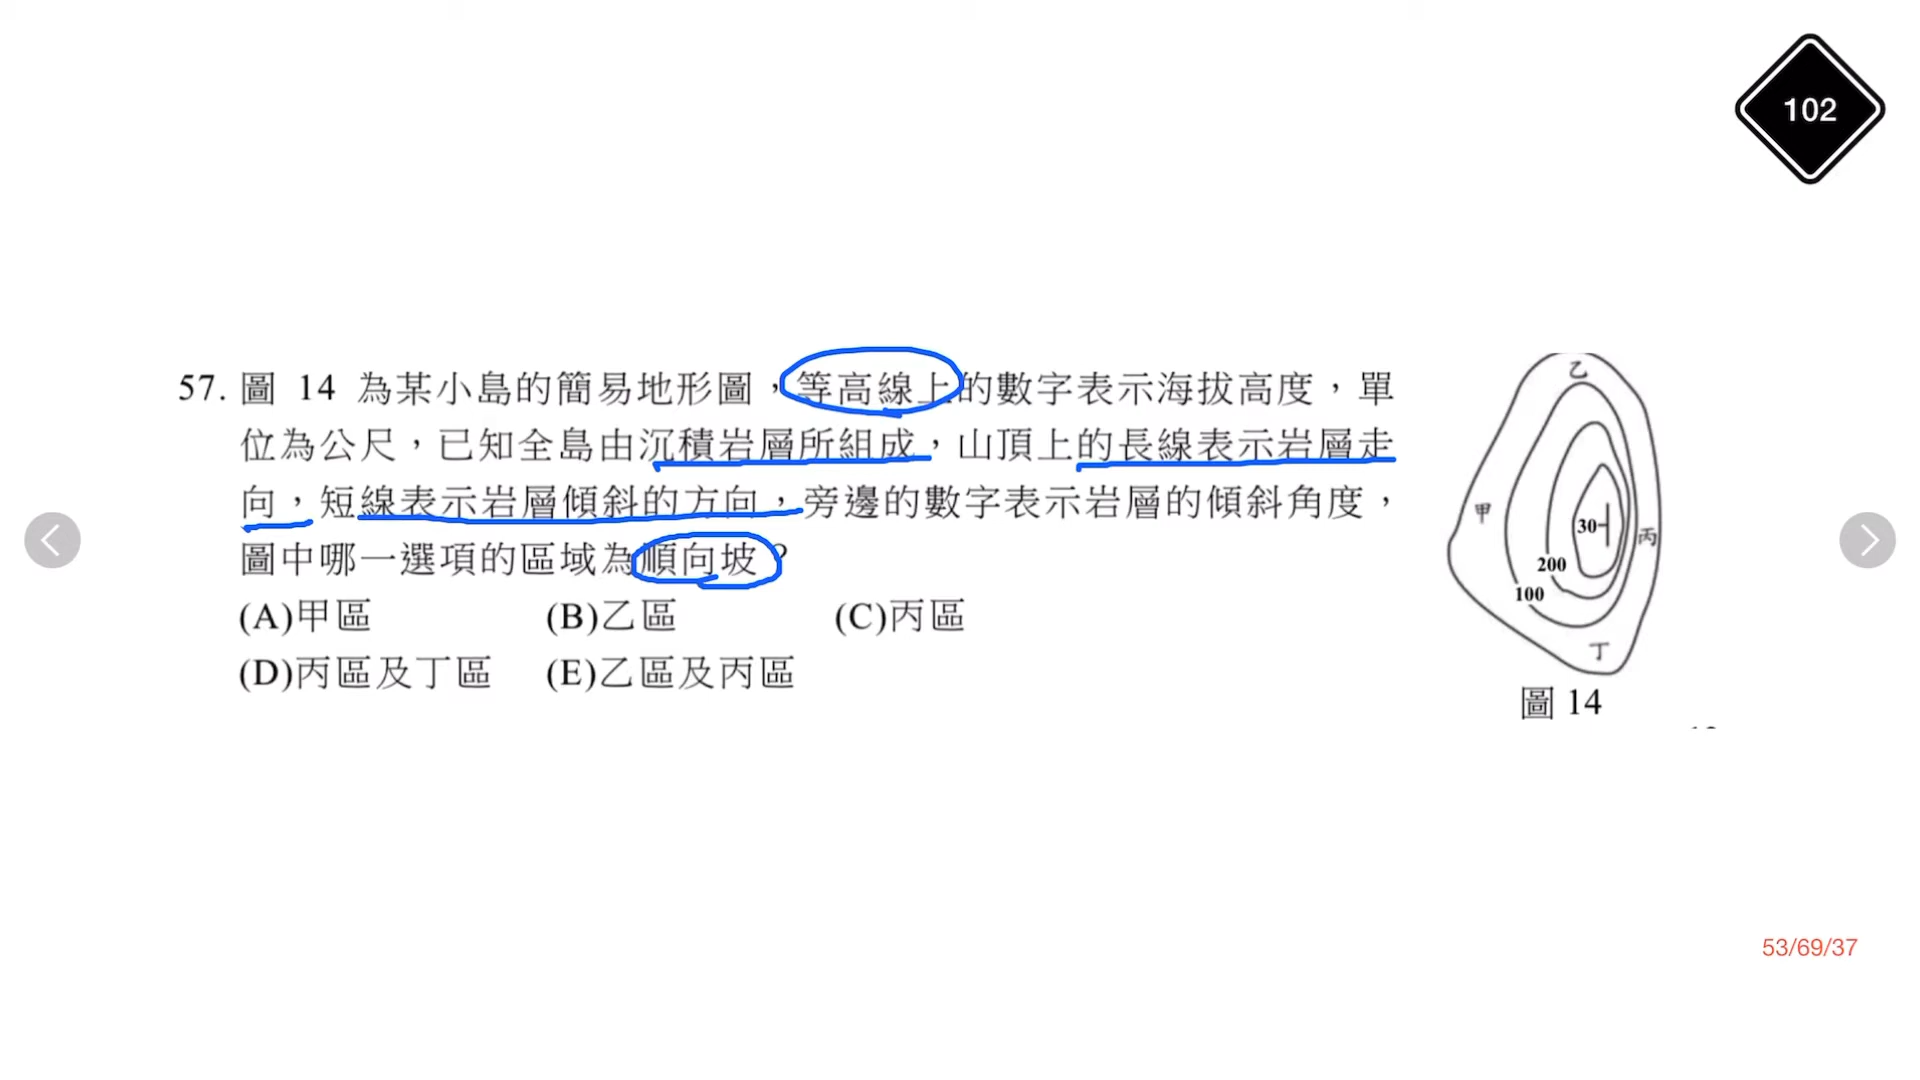 102
57. 圖 14 為某小島的簡易地形圖，等高線上的數字表示海拔高度，單
位為公尺，已知全島由沉積岩層所組成，山頂上的長線表示岩層走
向，短線表示岩層傾斜的方向，旁邊的數字表示岩層的傾斜角度，
圖中哪一選項的區域為順向坡？
(A)甲區 (B)乙區 (C)丙區
(D)丙區及丁區 (E)乙區及丙區
乙
甲
30
丙
200
100
丁
圖 14
53/69/37